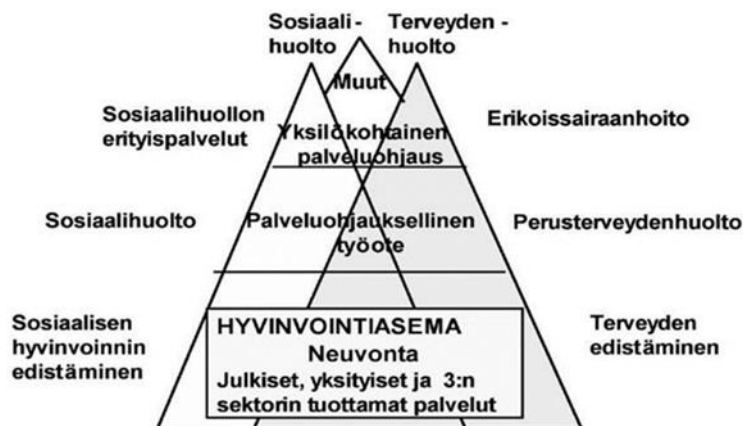 Sosiaali-
huolto
Terveyden-
huolto
Muut
Sosiaalihuollon
erityispalvelut
Yksilökohtainen
palveluohjaus
Erikoissairaanhoito
Sosiaalihuolto
Palveluohjauksellinen
työote
Perusterveydenhuolto
Sosiaalisen
hyvinvoinnin
edistäminen
HYVINVOINTIASEMA
Neuvonta
Julkiset, yksityiset ja 3:n
sektorin tuottamat palvelut
Terveyden
edistäminen